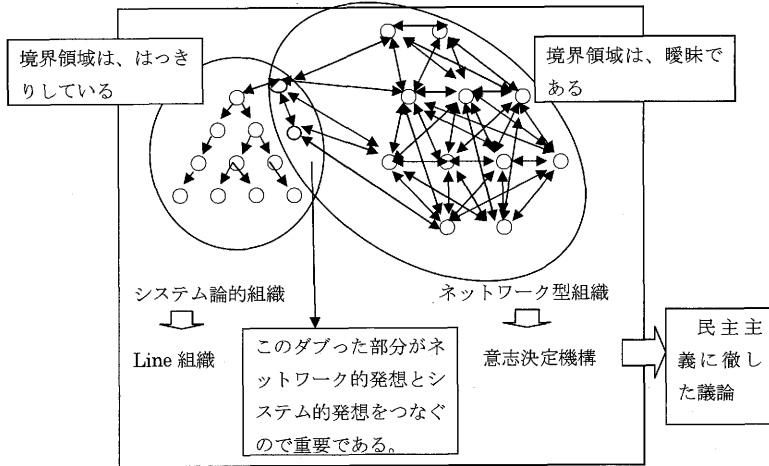 境界領域は、はっき
りしている
境界領域は、曖昧で
ある
システム論的組織
ネットワーク型組織
Line 組織
このダブった部分がネ
ットワーク的発想とシ
ステム的発想をつなぐ
ので重要である。
意志決定機構
民主主
義に徹し
た議論